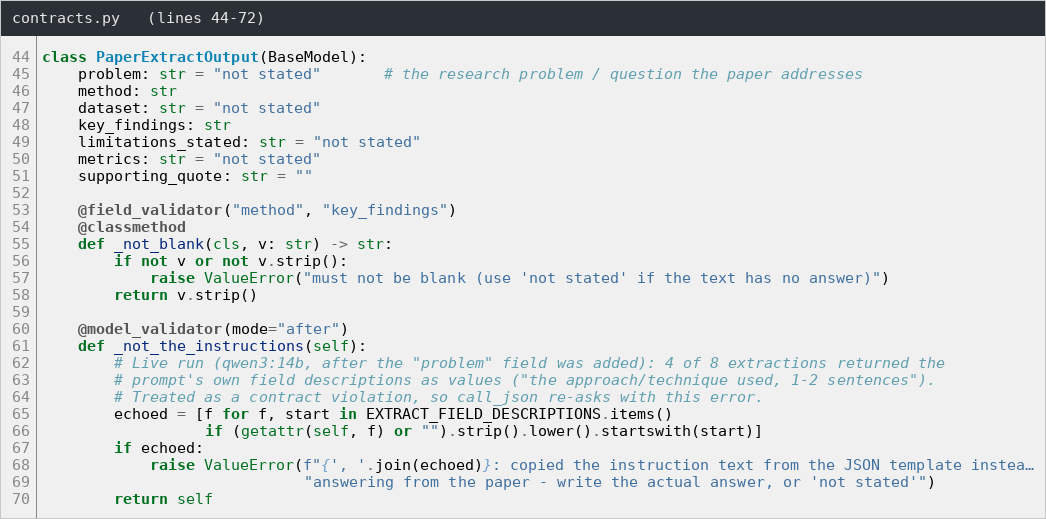 contracts.py   (lines 44-72)
44 class PaperExtractOutput(BaseModel):
45     problem: str = "not stated"       # the research problem / question the paper addresses
46     method: str
47     dataset: str = "not stated"
48     key_findings: str
49     limitations_stated: str = "not stated"
50     metrics: str = "not stated"
51     supporting_quote: str = ""
52
53     @field_validator("method", "key_findings")
54     @classmethod
55     def _not_blank(cls, v: str) -> str:
56         if not v or not v.strip():
57             raise ValueError("must not be blank (use 'not stated' if the text has no answer)")
58         return v.strip()
59
60     @model_validator(mode="after")
61     def _not_the_instructions(self):
62         # Live run (qwen3:14b, after the "problem" field was added): 4 of 8 extractions returned the
63         # prompt's own field descriptions as values ("the approach/technique used, 1-2 sentences").
64         # Treated as a contract violation, so call_json re-asks with this error.
65         echoed = [f for f, start in EXTRACT_FIELD_DESCRIPTIONS.items()
66                   if (getattr(self, f) or "").strip().lower().startswith(start)]
67         if echoed:
68             raise ValueError(f"{', '.join(echoed)}: copied the instruction text from the JSON template instea…
69                              "answering from the paper - write the actual answer, or 'not stated'")
70         return self